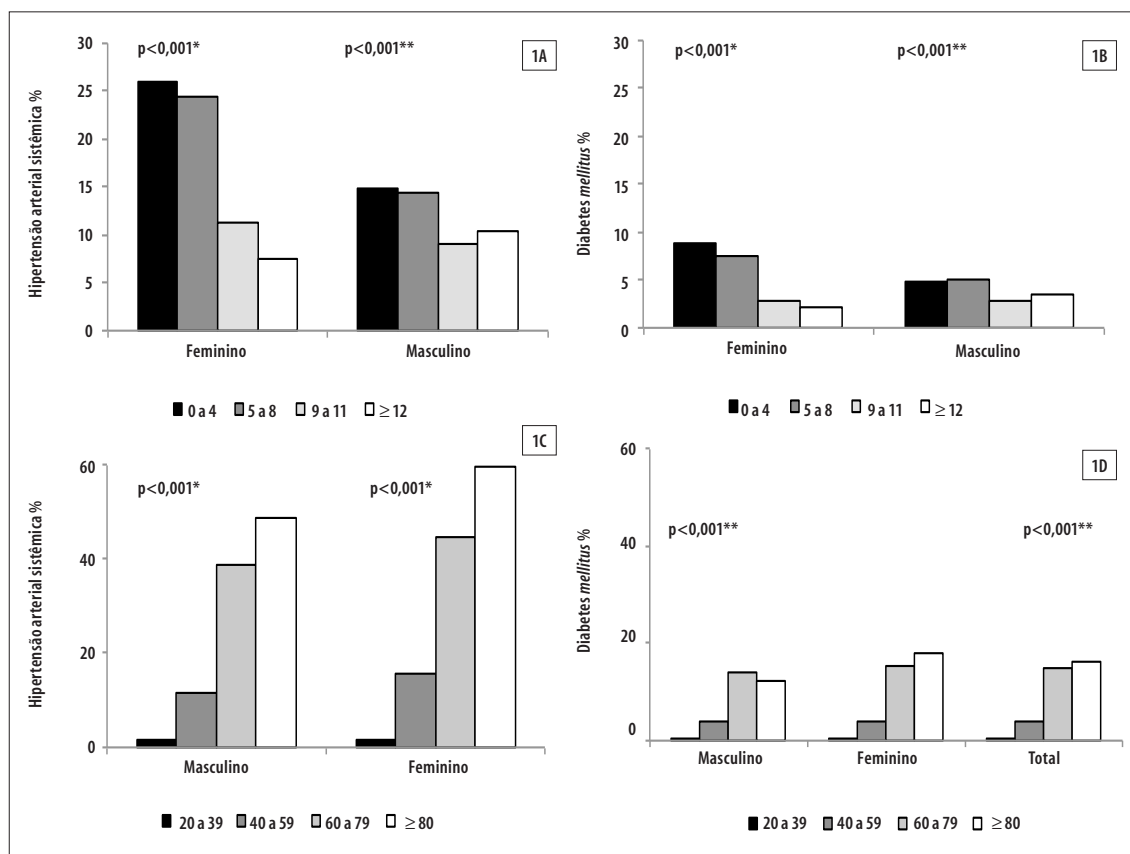 1A
p<0,001*
p<0,001**
Hipertensão arterial sistêmica %
30
25
20
15
10
5
0
Feminino
Masculino
0 a 4
5 a 8
9 a 11
≥ 12
1B
p<0,001*
p<0,001**
Diabetes mellitus %
30
25
20
15
10
5
0
Feminino
Masculino
0 a 4
5 a 8
9 a 11
≥ 12
1C
p<0,001*
p<0,001*
Hipertensão arterial sistêmica %
60
40
20
0
Masculino
Feminino
20 a 39
40 a 59
60 a 79
≥ 80
1D
p<0,001**
p<0,001**
Diabetes mellitus %
60
40
20
0
Masculino
Feminino
Total
20 a 39
40 a 59
60 a 79
≥ 80